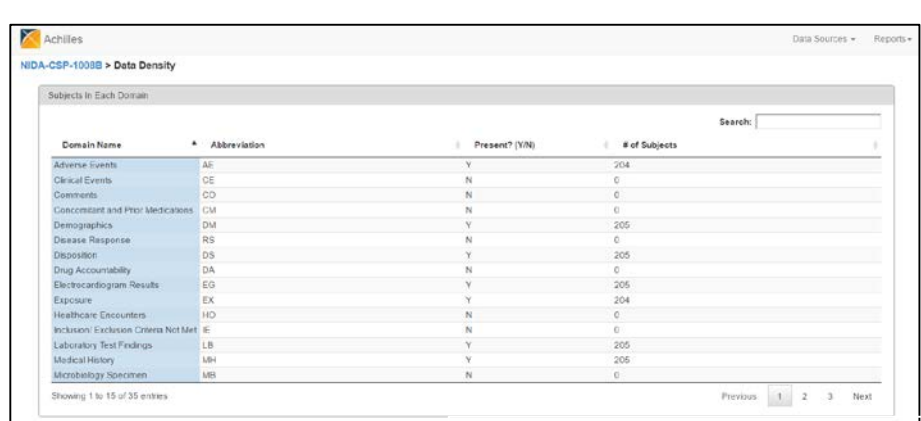 Achilles Data Sources Reports
NIDA-CSP-1008B > Data Density
Subjects In Each Domain
Search:
Domain Name Abbreviation Present? (Y/N) # of Subjects
Adverse Events AE Y 204
Clinical Events CE N 0
Comments CO N 0
Concomitant and Prior Medications CM N 0
Demographics DM Y 205
Disease Response RS N 0
Disposition DS Y 205
Drug Accountability DA N 0
Electrocardiogram Results EG Y 205
Exposure EX Y 204
Healthcare Encounters HO N 0
Inclusion/ Exclusion Criteria Not Met IE N 0
Laboratory Test Findings LB Y 205
Medical History MH Y 205
Microbiology Specimen MB N 0
Showing 1 to 15 of 35 entries Previous 1 2 3 Next